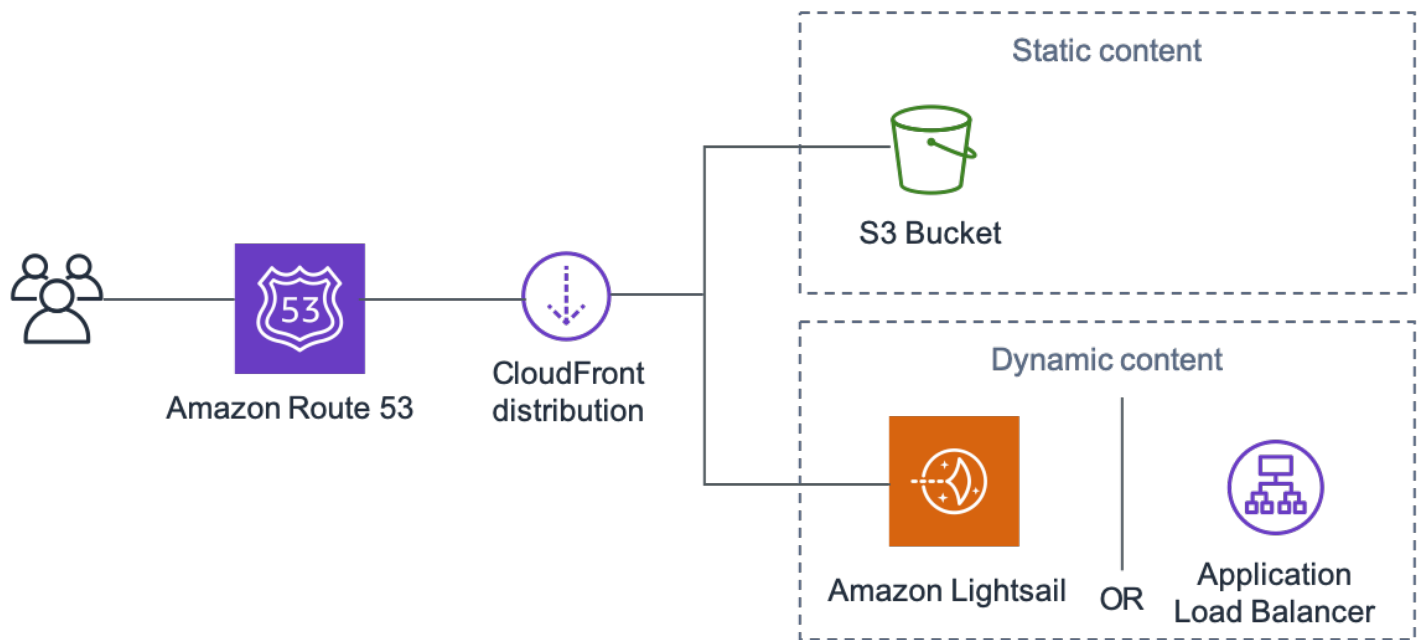 Static content
S3 Bucket
53
Amazon Route 53
CloudFront
distribution
Dynamic content
Amazon Lightsail
OR
Application
Load Balancer